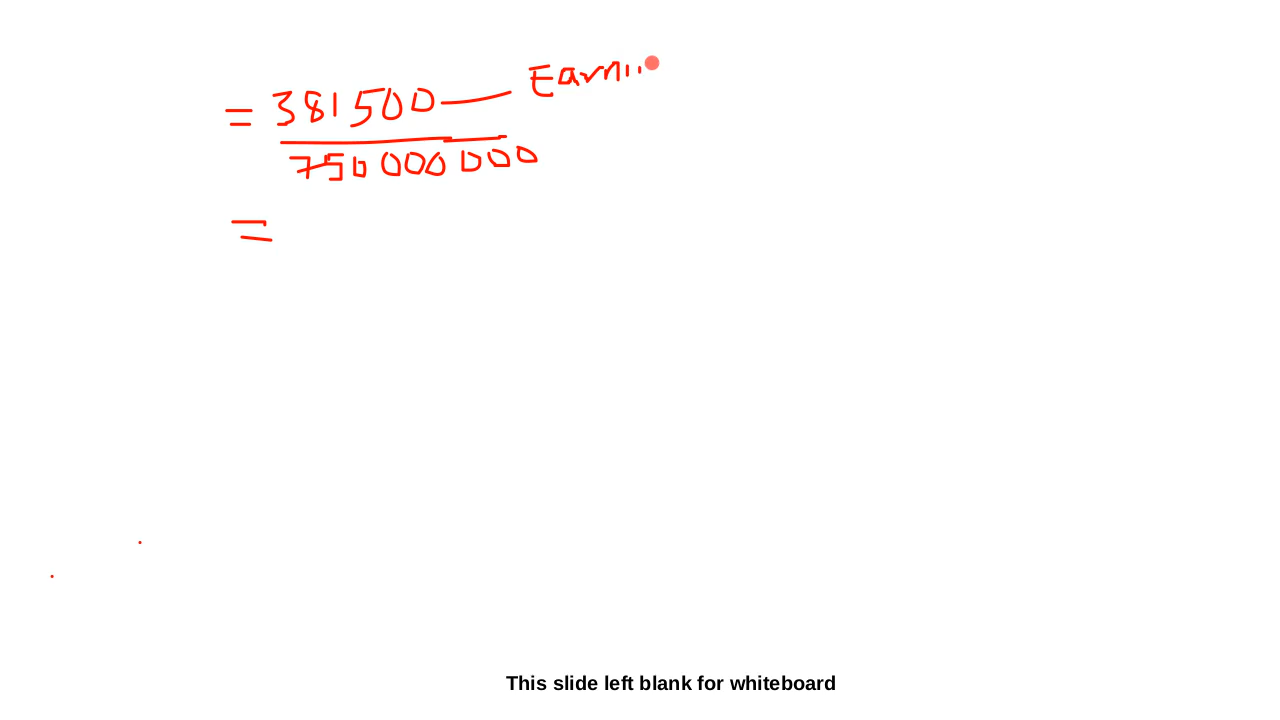 = 381500 — Earni
750000000
=
This slide left blank for whiteboard